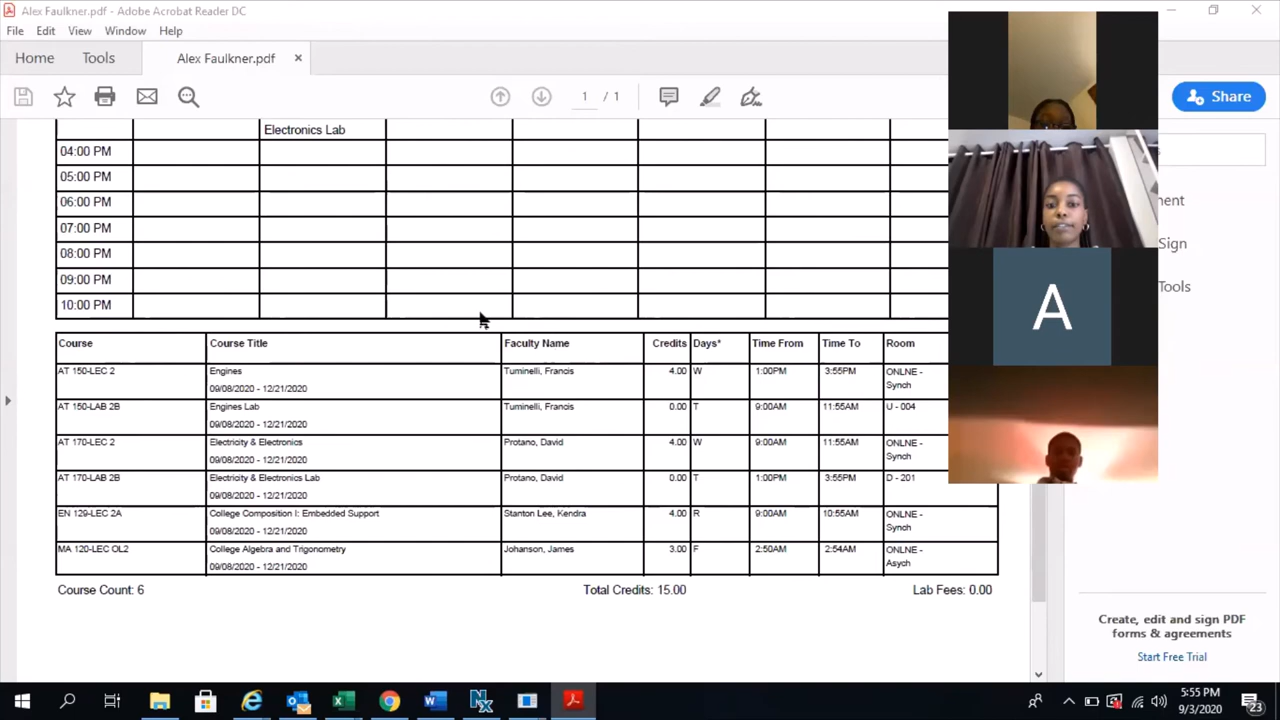 Alex Faulkner.pdf - Adobe Acrobat Reader DC
File Edit View Window Help
Home Tools Alex Faulkner.pdf ×
1 / 1
Share
Electronics Lab
04:00 PM
05:00 PM
06:00 PM
07:00 PM
08:00 PM
09:00 PM
10:00 PM
ment
Sign
Tools
A
Course Course Title Faculty Name Credits Days* Time From Time To Room
AT 150-LEC 2 Engines Tuminelli, Francis 4.00 W 1:00PM 3:55PM ONLNE -
09/08/2020 - 12/21/2020 Synch
AT 150-LAB 2B Engines Lab Tuminelli, Francis 0.00 T 9:00AM 11:55AM U - 004
09/08/2020 - 12/21/2020
AT 170-LEC 2 Electricity & Electronics Protano, David 4.00 W 9:00AM 11:55AM ONLNE -
09/08/2020 - 12/21/2020 Synch
AT 170-LAB 2B Electricity & Electronics Lab Protano, David 0.00 T 1:00PM 3:55PM D - 201
09/08/2020 - 12/21/2020
EN 129-LEC 2A College Composition I: Embedded Support Stanton Lee, Kendra 4.00 R 9:00AM 10:55AM ONLNE -
09/08/2020 - 12/21/2020 Synch
MA 120-LEC OL2 College Algebra and Trigonometry Johanson, James 3.00 F 2:50AM 2:54AM ONLNE -
09/08/2020 - 12/21/2020 Asych
Course Count: 6 Total Credits: 15.00 Lab Fees: 0.00
Create, edit and sign PDF
forms & agreements
Start Free Trial
5:55 PM
9/3/2020
23